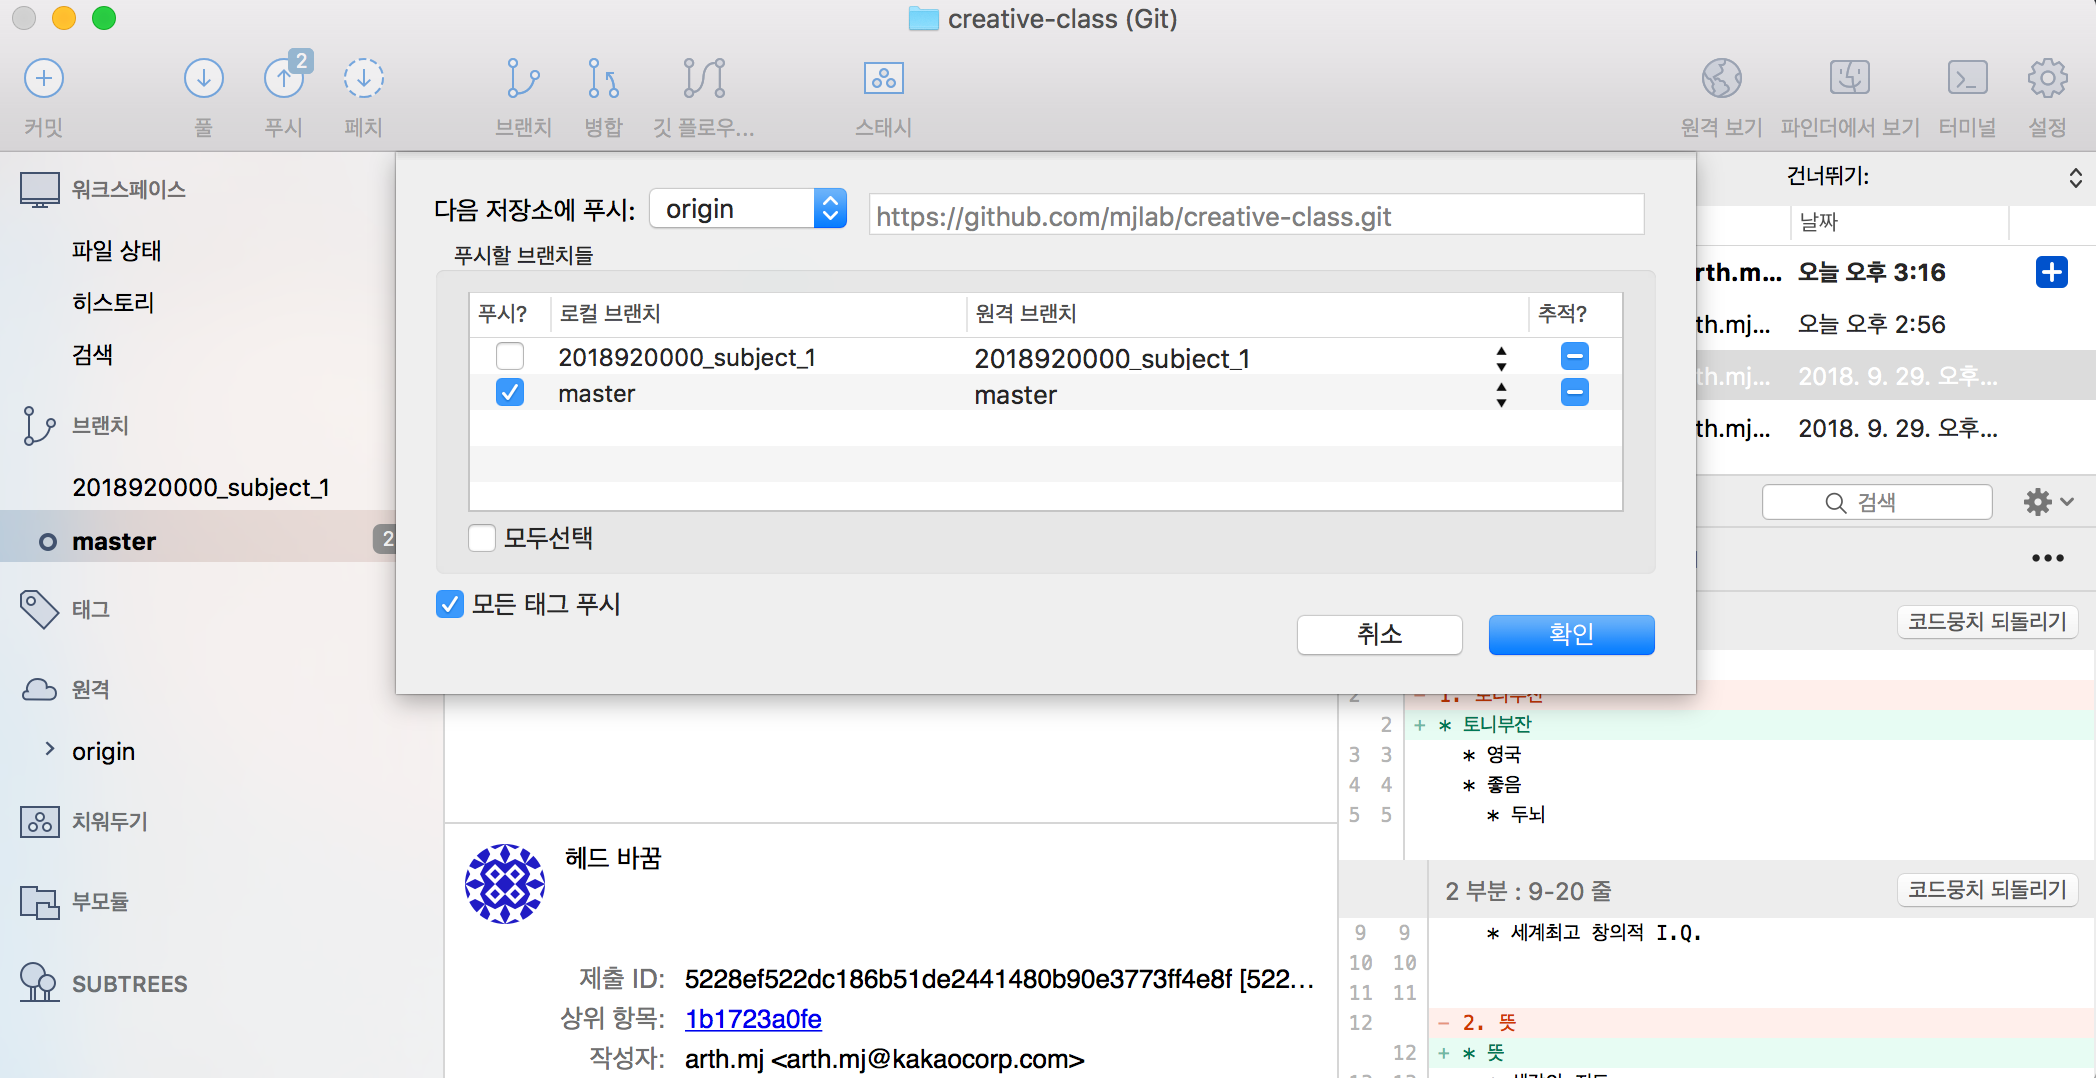 creative-class (Git)
2
커밋
풀
푸시
페치
브랜치
병합
깃 플로우...
스태시
원격 보기
파인더에서 보기
터미널
설정
워크스페이스
파일 상태
히스토리
검색
브랜치
2018920000_subject_1
master
2
태그
원격
origin
치워두기
부모듈
SUBTREES
다음 저장소에 푸시:
origin
https://github.com/mjlab/creative-class.git
푸시할 브랜치들
푸시?
로컬 브랜치
원격 브랜치
추적?
2018920000_subject_1
2018920000_subject_1
master
master
모두선택
모든 태그 푸시
취소
확인
건너뛰기:
날짜
rth.m... 오늘 오후 3:16
th.mj... 오늘 오후 2:56
th.mj... 2018. 9. 29. 오후...
th.mj... 2018. 9. 29. 오후...
검색
코드뭉치 되돌리기
2 - 1. 토니부잔
2 + * 토니부잔
3 3 * 영국
4 4 * 좋음
5 5 * 두뇌
2 부분 : 9-20 줄
코드뭉치 되돌리기
9 9 * 세계최고 창의적 I.Q.
10 10
11 11
12 - 2. 뜻
12 + * 뜻
헤드 바꿈
제출 ID: 5228ef522dc186b51de2441480b90e3773ff4e8f [522...
상위 항목: 1b1723a0fe
작성자: arth.mj <arth.mj@kakaocorp.com>